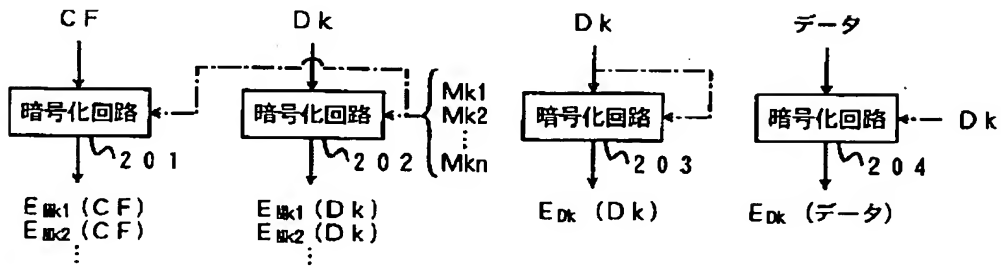 CF
Dk
Dk
データ
暗号化回路
暗号化回路
Mk1
Mk2
⋮
Mkn
暗号化回路
暗号化回路
Dk
201
202
203
204
EMk1 (CF)
EMk2 (CF)
⋮
EMk1 (Dk)
EMk2 (Dk)
⋮
EDk (Dk)
EDk (データ)